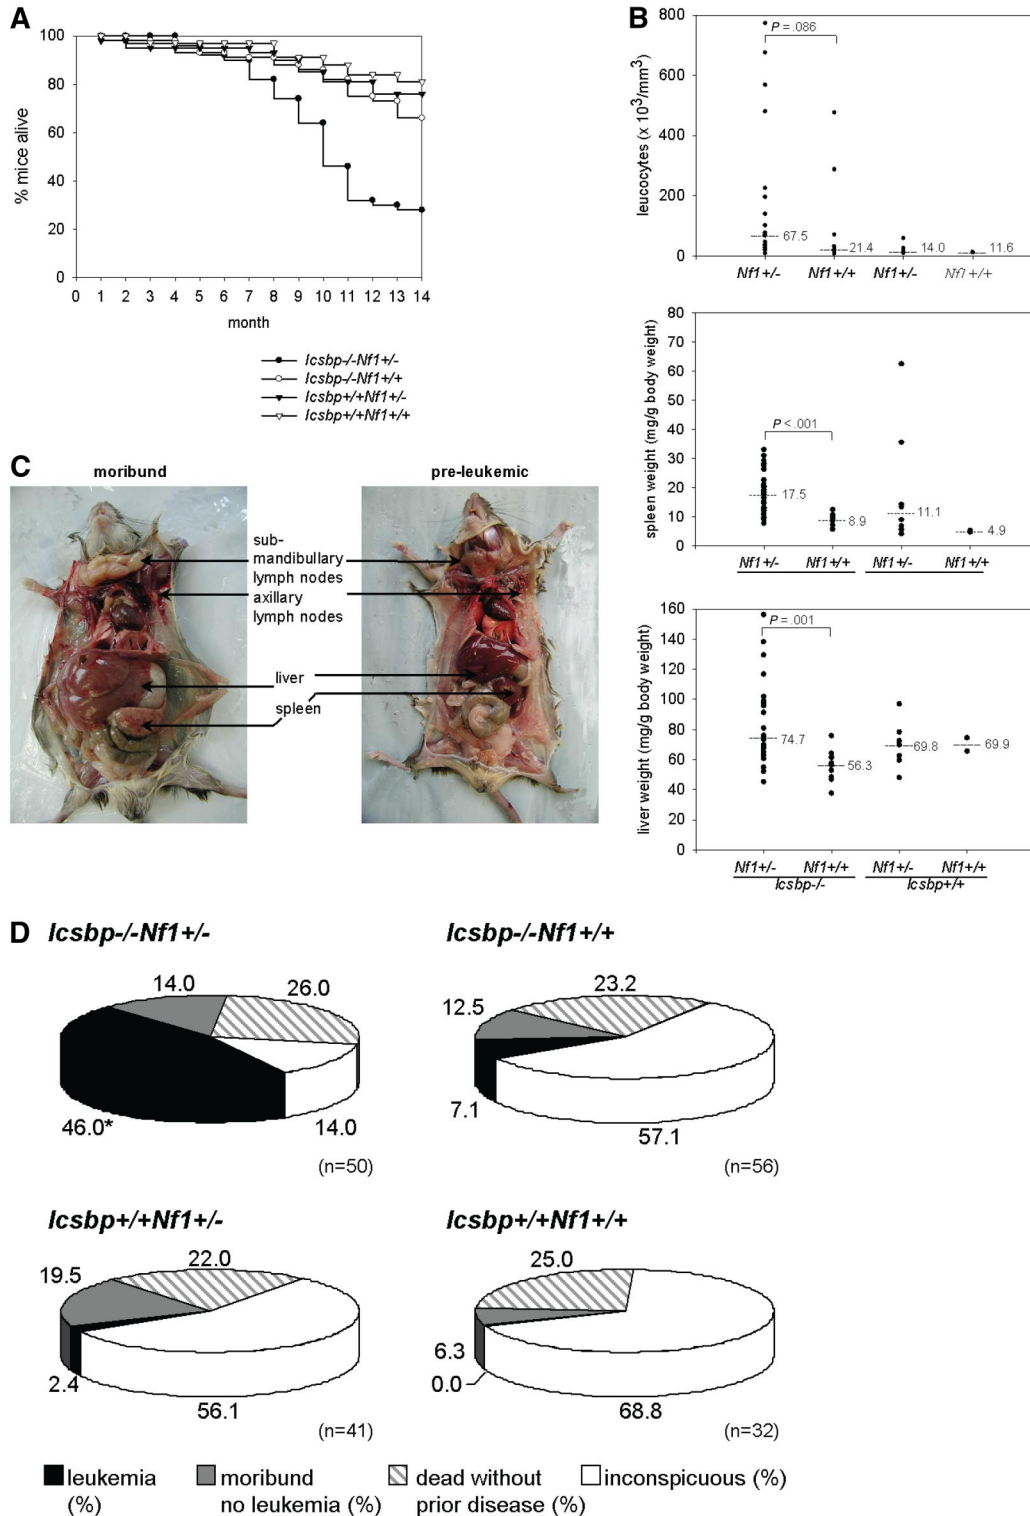 A
100
80
60
40
20
0
% mice alive
0 1 2 3 4 5 6 7 8 9 10 11 12 13 14
month
Icsbp-/-Nf1+/-
Icsbp-/-Nf1+/+
Icsbp+/+Nf1+/-
Icsbp+/+Nf1+/+
B
800
600
400
200
0
leucocytes (x 10³/mm³)
P = .086
67.5
21.4
14.0
11.6
Nf1+/- Nf1+/+ Nf1+/- Nf1+/+
80
70
60
50
40
30
20
10
0
spleen weight (mg/g body weight)
P < .001
17.5
8.9
11.1
4.9
Nf1+/- Nf1+/+ Nf1+/- Nf1+/+
160
140
120
100
80
60
40
20
0
liver weight (mg/g body weight)
P = .001
74.7
56.3
69.8
69.9
Nf1+/- Nf1+/+ Nf1+/- Nf1+/+
Icsbp-/- Icsbp+/+
C
moribund
pre-leukemic
sub-
mandibullary
lymph nodes
axillary
lymph nodes
liver
spleen
D
Icsbp-/-Nf1+/-
14.0
26.0
46.0*
14.0
(n=50)
Icsbp-/-Nf1+/+
23.2
12.5
7.1
57.1
(n=56)
Icsbp+/+Nf1+/-
22.0
19.5
2.4
56.1
(n=41)
Icsbp+/+Nf1+/+
25.0
6.3
0.0
68.8
(n=32)
leukemia
(%)
moribund
no leukemia (%)
dead without
prior disease (%)
inconspicuous (%)